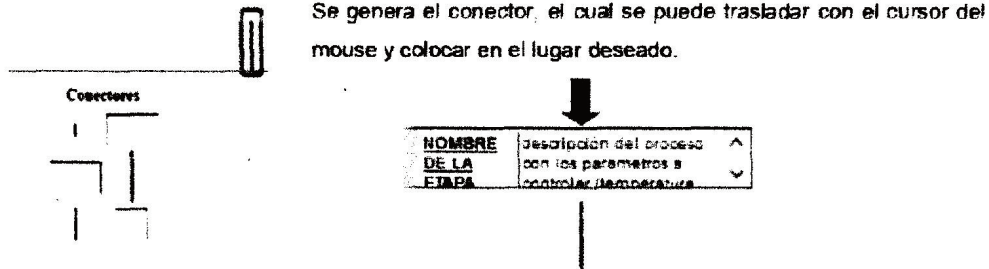 Se genera el conector, el cual se puede trasladar con el cursor del
mouse y colocar en el lugar deseado.
Conectores
NOMBRE
DE LA
ETAPA
descripción del proceso
con los parametros a
controlar (temperatura